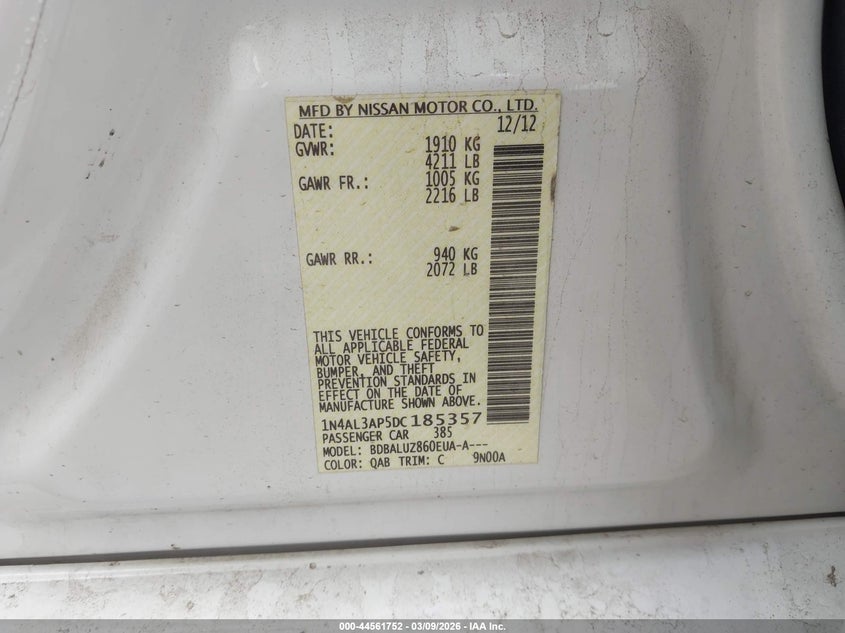 MFD BY NISSAN MOTOR CO., LTD.
DATE: 12/12
GVWR: 1910 KG
4211 LB
GAWR FR.: 1005 KG
2216 LB
GAWR RR.: 940 KG
2072 LB
THIS VEHICLE CONFORMS TO
ALL APPLICABLE FEDERAL
MOTOR VEHICLE SAFETY,
BUMPER, AND THEFT
PREVENTION STANDARDS IN
EFFECT ON THE DATE OF
MANUFACTURE SHOWN ABOVE.
1N4AL3AP5DC185357
PASSENGER CAR 385
MODEL: BDBALUZ860EUA-A---
COLOR: QAB TRIM: C 9N00A
000-44561752 - 03/09/2026 - IAA Inc.